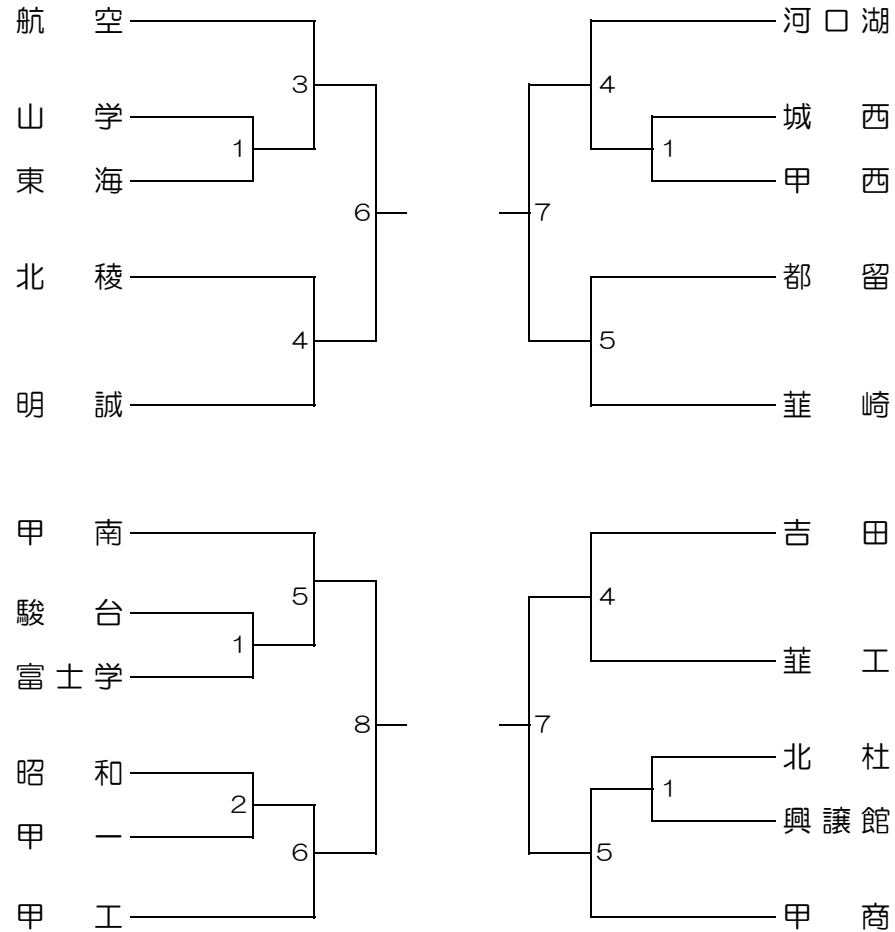 航空 3 4 河口湖
山学 1 城西
東海 1 甲西
6 7
北稜 都留
4 5
明誠 韮崎
甲南 吉田
5 4
駿台 1
富士学 韮工
8 7
昭和 北杜
2 1
甲一 興譲館
6 5
甲工 甲商